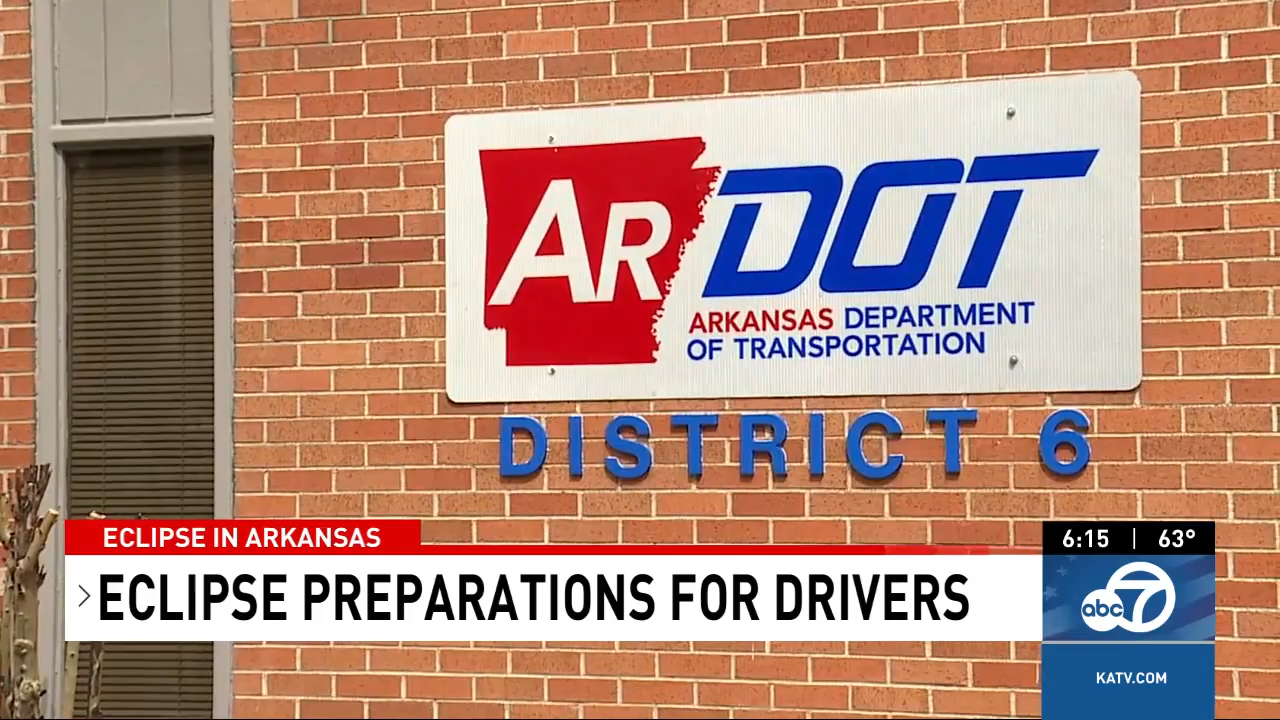 AR DOT
ARKANSAS DEPARTMENT
OF TRANSPORTATION
DISTRICT 6
ECLIPSE IN ARKANSAS
ECLIPSE PREPARATIONS FOR DRIVERS
6:15 | 63°
abc 7
KATV.COM